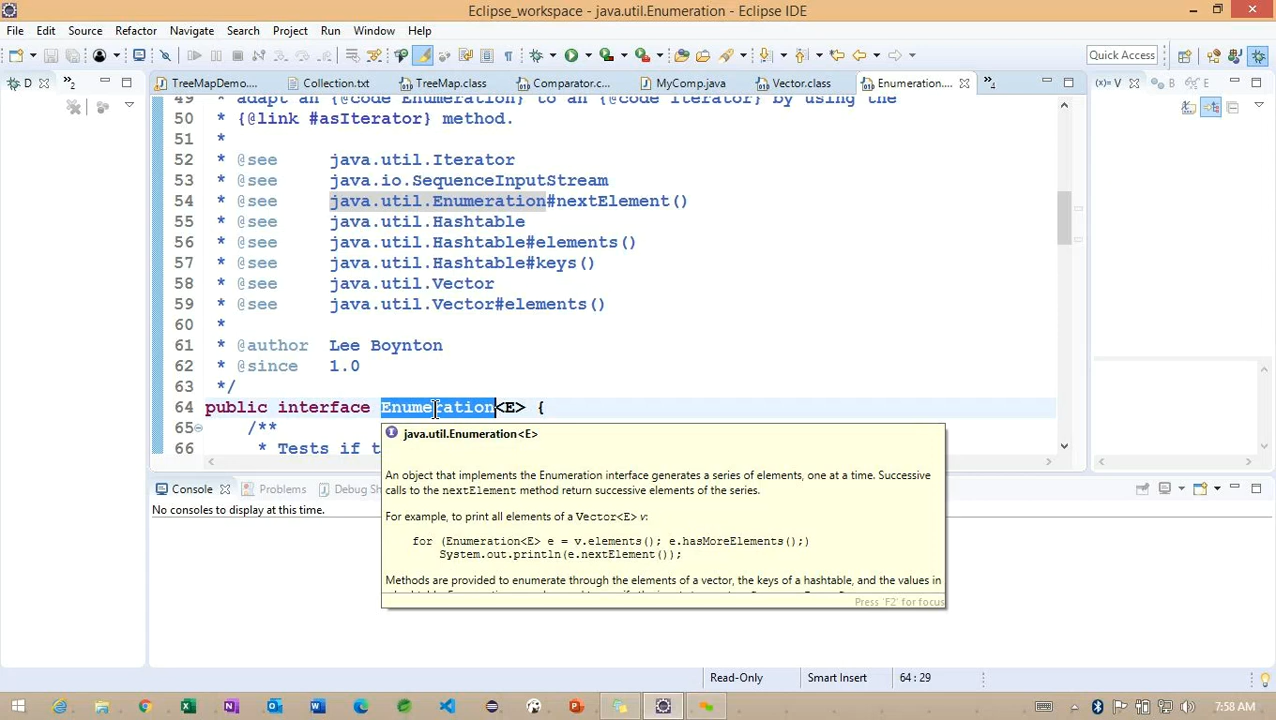 Eclipse_workspace - java.util.Enumeration - Eclipse IDE
File Edit Source Refactor Navigate Search Project Run Window Help
Quick Access
TreeMapDemo.... Collection.txt TreeMap.class Comparator.c... MyComp.java Vector.class Enumeration....
49 * adapt an {@code Enumeration} to an {@code Iterator} by using the
50 * {@link #asIterator} method.
51 *
52 * @see java.util.Iterator
53 * @see java.io.SequenceInputStream
54 * @see java.util.Enumeration#nextElement()
55 * @see java.util.Hashtable
56 * @see java.util.Hashtable#elements()
57 * @see java.util.Hashtable#keys()
58 * @see java.util.Vector
59 * @see java.util.Vector#elements()
60 *
61 * @author Lee Boynton
62 * @since 1.0
63 */
64 public interface Enumeration<E> {
65 /**
66 * Tests if t
java.util.Enumeration<E>
An object that implements the Enumeration interface generates a series of elements, one at a time. Successive
calls to the nextElement method return successive elements of the series.
For example, to print all elements of a Vector<E> v:
for (Enumeration<E> e = v.elements(); e.hasMoreElements();)
System.out.println(e.nextElement());
Methods are provided to enumerate through the elements of a vector, the keys of a hashtable, and the values in
Press 'F2' for focus
Console Problems Debug Sh
No consoles to display at this time.
Read-Only Smart Insert 64 : 29
7:58 AM